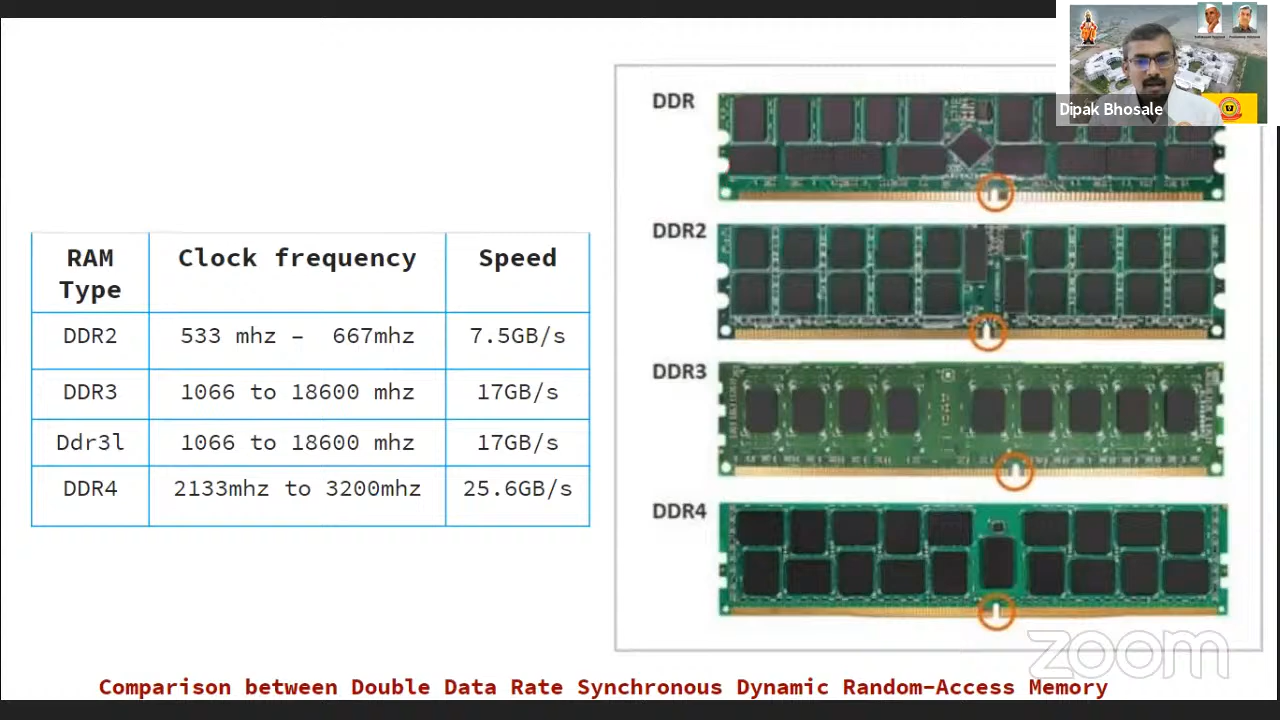 Dipak Bhosale
DDR
DDR2
DDR3
DDR4
RAM Type Clock frequency Speed
DDR2 533 mhz – 667mhz 7.5GB/s
DDR3 1066 to 18600 mhz 17GB/s
Ddr3l 1066 to 18600 mhz 17GB/s
DDR4 2133mhz to 3200mhz 25.6GB/s
zoom
Comparison between Double Data Rate Synchronous Dynamic Random-Access Memory